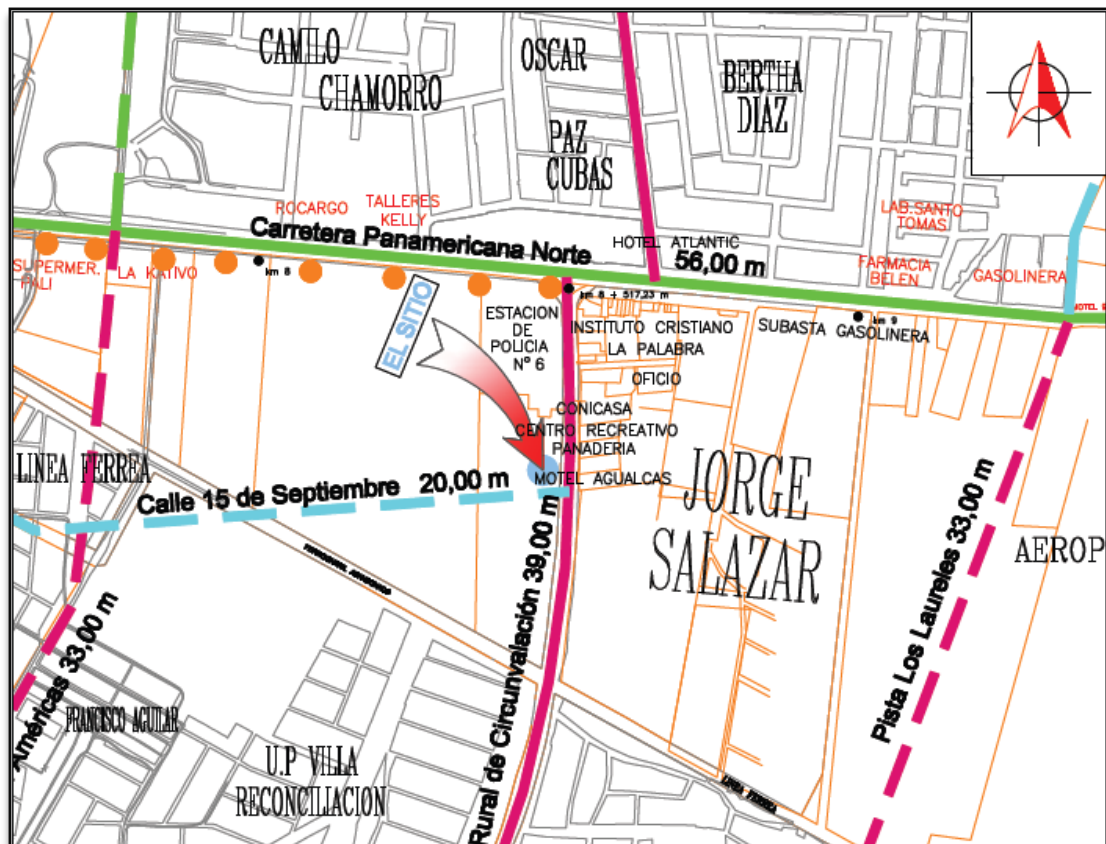 CAMILO
CHAMORRO
OSCAR
PAZ
CUBAS
BERTHA
DIAZ
ROCARGO
TALLERES
KELLY
LAB.SANTO
TOMAS
Carretera Panamericana Norte
HOTEL ATLANTIC
56,00 m
SUPERMER.
PALI
LA KATIVO
km 8
FARMACIA
BELEN
GASOLINERA
EL SITIO
km 8 + 517,23 m
ESTACION
DE
POLICIA
N° 6
INSTITUTO CRISTIANO
LA PALABRA
SUBASTA GASOLINERA
km 9
OFICIO
CONICASA
CENTRO RECREATIVO
PANADERIA
MOTEL AGUALCAS
LINEA FERREA
Calle 15 de Septiembre 20,00 m
JORGE
SALAZAR
AEROP
Américas 33,00 m
Rural de Circunvalación 39,00 m
Pista Los Laureles 33,00 m
FRANCISCO AGUILAR
U.P VILLA
RECONCILIACION
LINEA FERREA